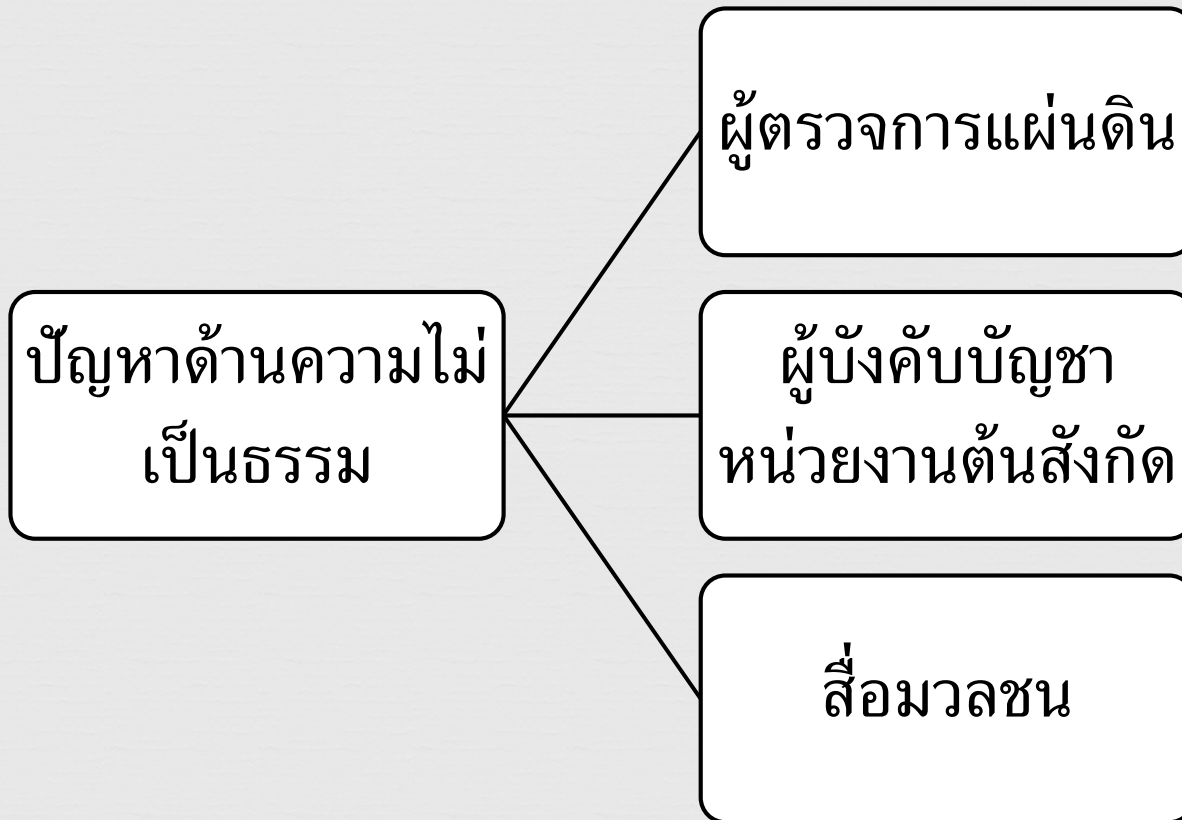 ปัญหาด้านความไม่
เป็นธรรม
ผู้ตรวจการแผ่นดิน
ผู้บังคับบัญชา
หน่วยงานต้นสังกัด
สื่อมวลชน